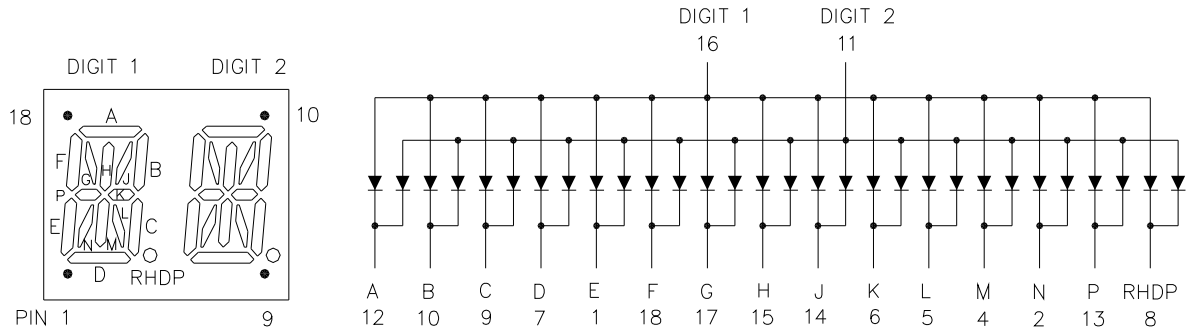 DIGIT 1 DIGIT 2
16 11
DIGIT 1 DIGIT 2
18 10
A
F H B
G J
P K
L
E C
N M
D RHDP
PIN 1 9
A B C D E F G H J K L M N P RHDP
12 10 9 7 1 18 17 15 14 6 5 4 2 13 8